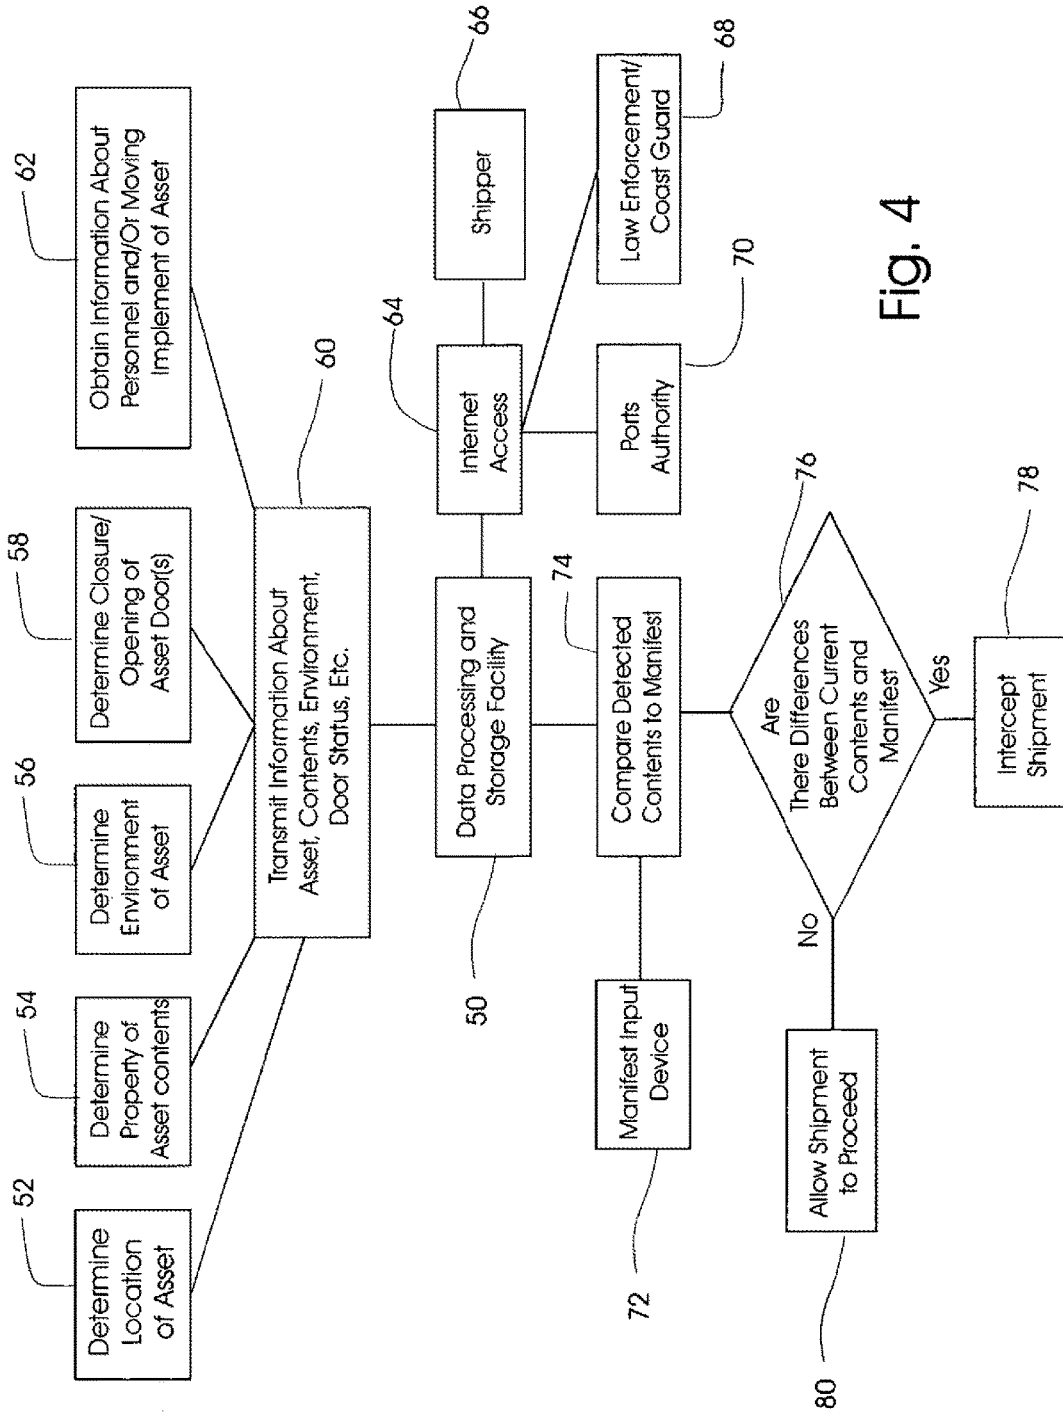 52
Determine
Location
of Asset
54
Determine
Property of
Asset contents
56
Determine
Environment
of Asset
58
Determine Closure/
Opening of
Asset Door(s)
62
Obtain Information About
Personnel and/Or Moving
Implement of Asset
60
Transmit Information About
Asset, Contents, Environment,
Door Status, Etc.
50
Data Processing and
Storage Facility
64
Internet
Access
66
Shipper
72
Manifest Input
Device
74
Compare Detected
Contents to Manifest
70
Ports
Authority
68
Law Enforcement/
Coast Guard
76
Are
There Differences
Between Current
Contents and
Manifest
No
Yes
80
Allow Shipment
to Proceed
78
Intercept
Shipment
Fig. 4